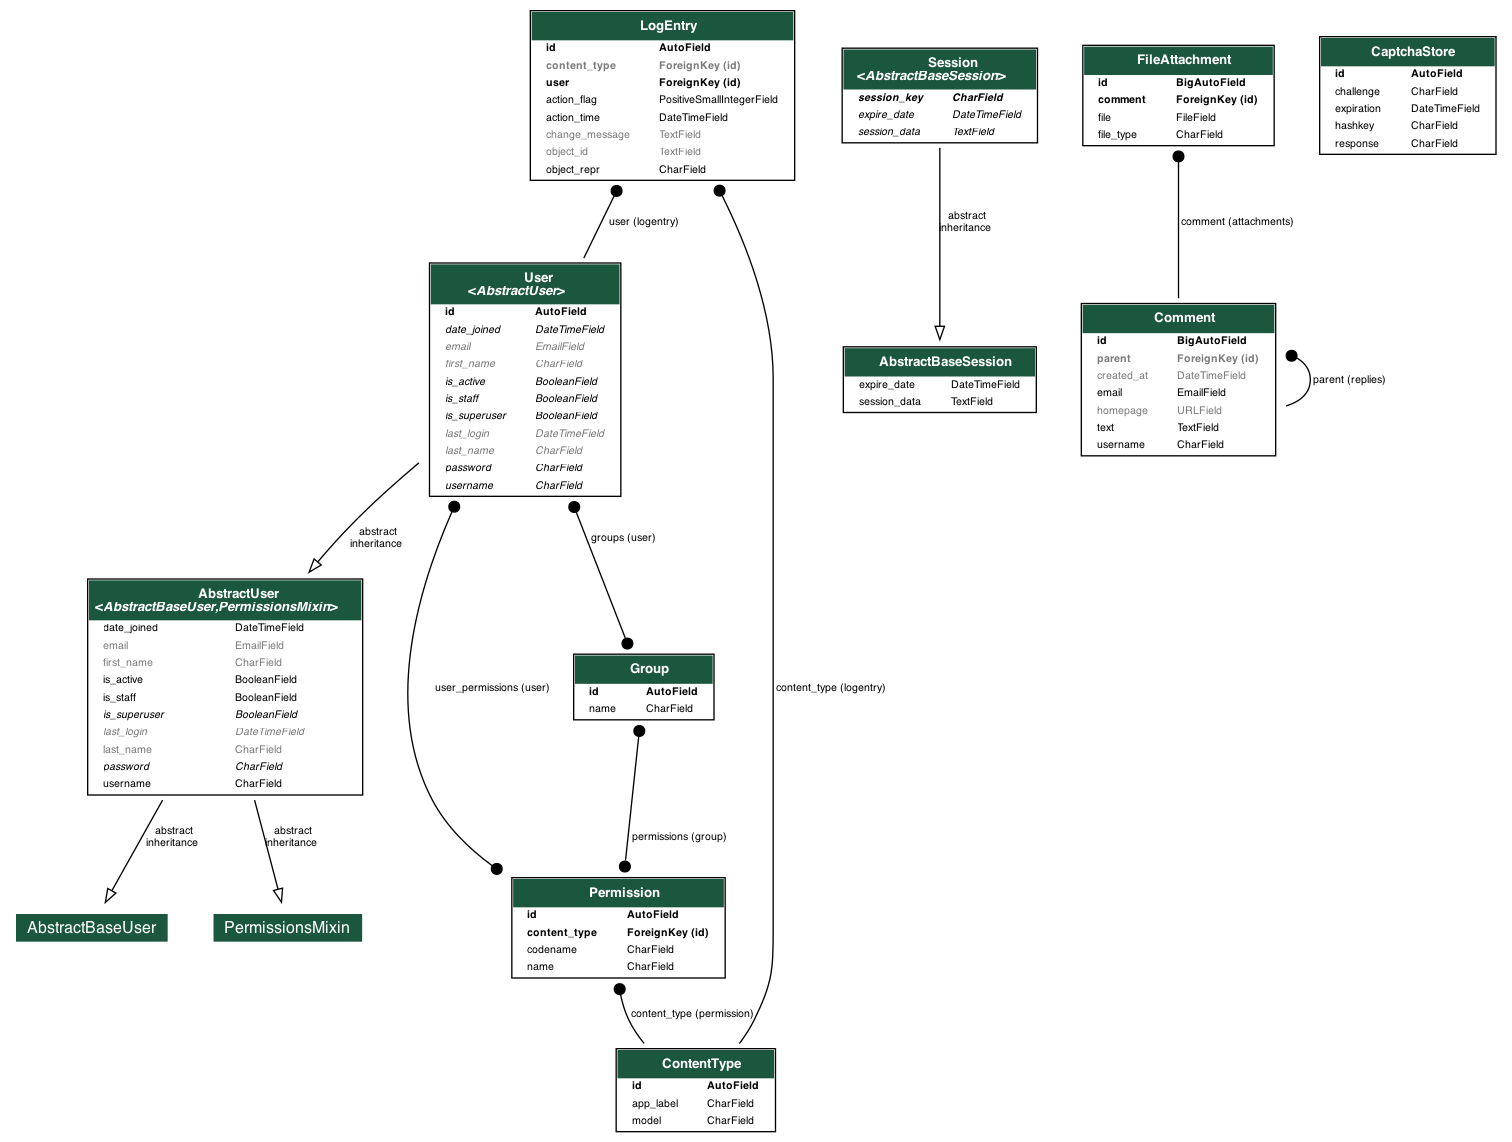 LogEntry
id AutoField
content_type ForeignKey (id)
user ForeignKey (id)
action_flag PositiveSmallIntegerField
action_time DateTimeField
change_message TextField
object_id TextField
object_repr CharField
Session
<AbstractBaseSession>
session_key CharField
expire_date DateTimeField
session_data TextField
FileAttachment
id BigAutoField
comment ForeignKey (id)
file FileField
file_type CharField
CaptchaStore
id AutoField
challenge CharField
expiration DateTimeField
hashkey CharField
response CharField
user (logentry)
abstract
inheritance
comment (attachments)
User
<AbstractUser>
id AutoField
date_joined DateTimeField
email EmailField
first_name CharField
is_active BooleanField
is_staff BooleanField
is_superuser BooleanField
last_login DateTimeField
last_name CharField
password CharField
username CharField
AbstractBaseSession
expire_date DateTimeField
session_data TextField
Comment
id BigAutoField
parent ForeignKey (id)
created_at DateTimeField
email EmailField
homepage URLField
text TextField
username CharField
parent (replies)
abstract
inheritance
groups (user)
AbstractUser
<AbstractBaseUser,PermissionsMixin>
date_joined DateTimeField
email EmailField
first_name CharField
is_active BooleanField
is_staff BooleanField
is_superuser BooleanField
last_login DateTimeField
last_name CharField
password CharField
username CharField
user_permissions (user)
Group
id AutoField
name CharField
content_type (logentry)
abstract
inheritance
abstract
inheritance
permissions (group)
AbstractBaseUser
PermissionsMixin
Permission
id AutoField
content_type ForeignKey (id)
codename CharField
name CharField
content_type (permission)
ContentType
id AutoField
app_label CharField
model CharField